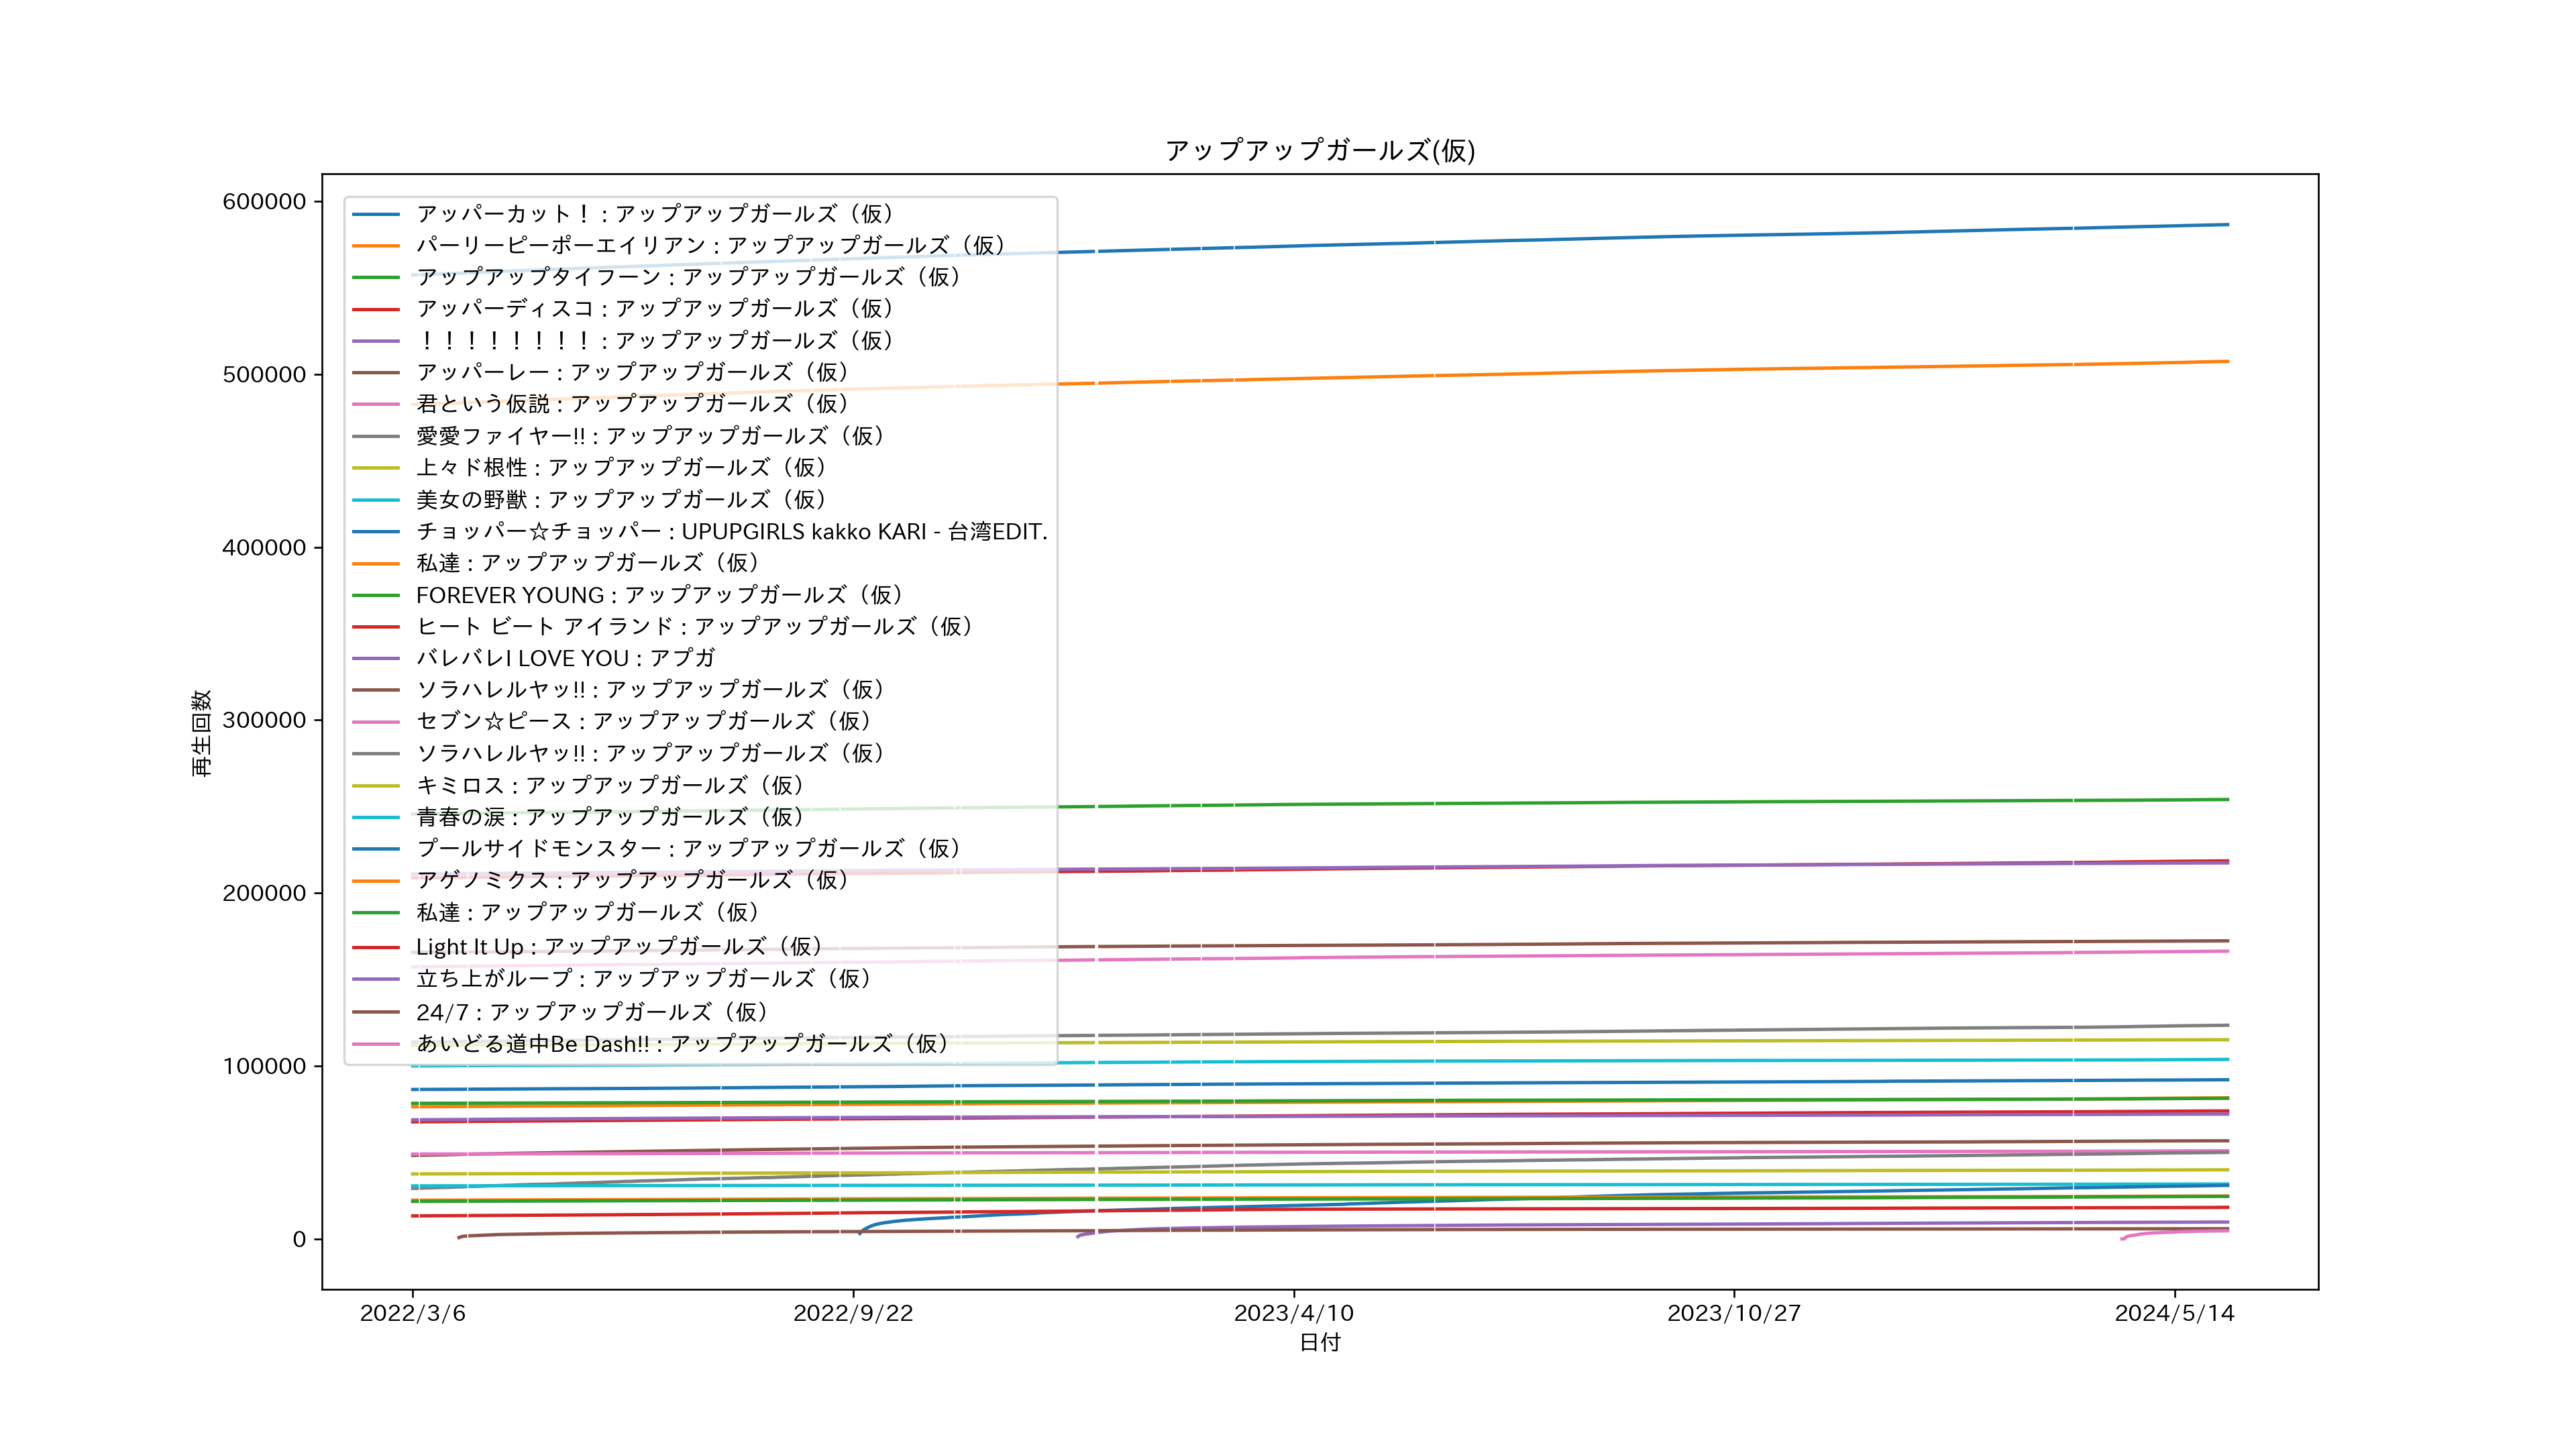 アップアップガールズ(仮)
600000
500000
400000
300000
200000
100000
0
再生回数
アッパーカット！ : アップアップガールズ（仮）
パーリーピーポーエイリアン : アップアップガールズ（仮）
アップアップタイフーン : アップアップガールズ（仮）
アッパーディスコ : アップアップガールズ（仮）
！！！！！！！！ : アップアップガールズ（仮）
アッパーレー : アップアップガールズ（仮）
君という仮説 : アップアップガールズ（仮）
愛愛ファイヤー!! : アップアップガールズ（仮）
上々ド根性 : アップアップガールズ（仮）
美女の野獣 : アップアップガールズ（仮）
チョッパー☆チョッパー : UPUPGIRLS kakko KARI - 台湾EDIT.
私達 : アップアップガールズ（仮）
FOREVER YOUNG : アップアップガールズ（仮）
ヒート ビート アイランド : アップアップガールズ（仮）
バレバレI LOVE YOU : アプガ
ソラハレルヤッ!! : アップアップガールズ（仮）
セブン☆ピース : アップアップガールズ（仮）
ソラハレルヤッ!! : アップアップガールズ（仮）
キミロス : アップアップガールズ（仮）
青春の涙 : アップアップガールズ（仮）
プールサイドモンスター : アップアップガールズ（仮）
アゲノミクス : アップアップガールズ（仮）
私達 : アップアップガールズ（仮）
Light It Up : アップアップガールズ（仮）
立ち上がループ : アップアップガールズ（仮）
24/7 : アップアップガールズ（仮）
あいどる道中Be Dash!! : アップアップガールズ（仮）
2022/3/6
2022/9/22
2023/4/10
2023/10/27
2024/5/14
日付